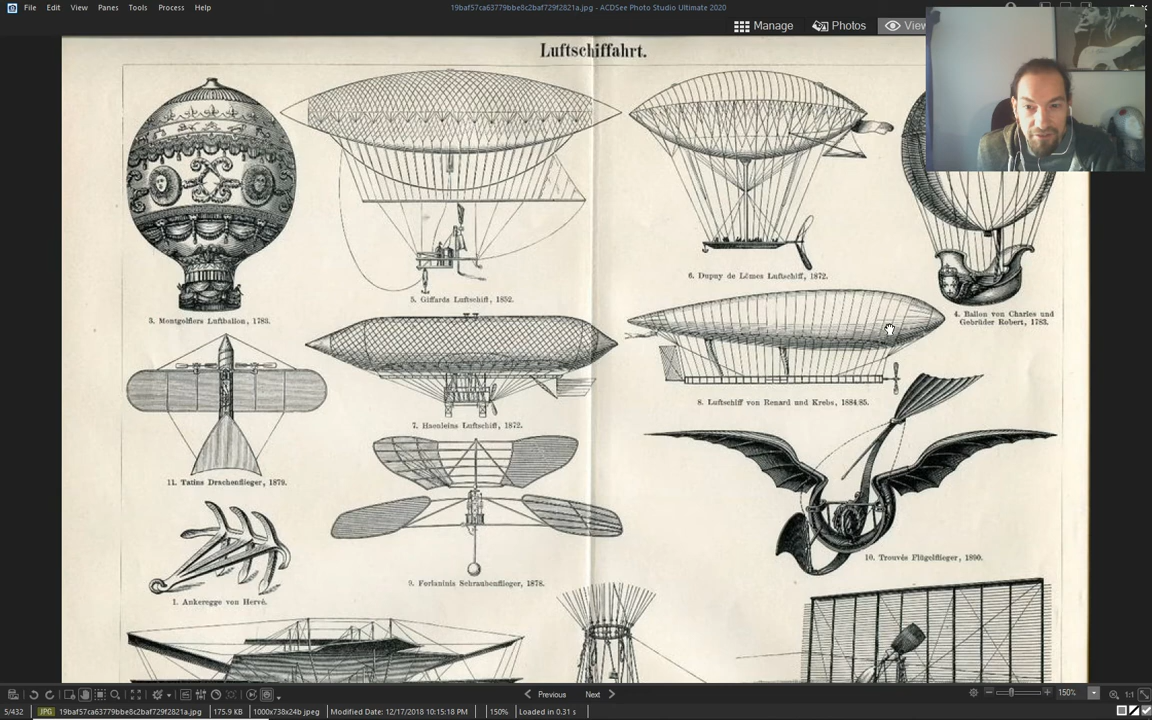 File Edit View Panes Tools Process Help
19baf57ca63779bbe8c2baf729f2821a.jpg - ACDSee Photo Studio Ultimate 2020
Manage Photos View
Luftschiffahrt.
3. Montgolfiers Luftballon, 1783.
5. Giffards Luftschiff, 1852.
6. Dupuy de Lômes Luftschiff, 1872.
4. Ballon von Charles und
Gebrüder Robert, 1783.
7. Haenleins Luftschiff, 1872.
8. Luftschiff von Renard und Krebs, 1884/85.
11. Tatins Drachenflieger, 1879.
9. Forlaninis Schraubenflieger, 1878.
10. Trouvés Flügelflieger, 1890.
1. Ankeregge von Hervé.
Previous Next
150%
1:1
5/432 JPG 19baf57ca63779bbe8c2baf729f2821a.jpg 175.9 KB 1000x738x24b jpeg Modified Date: 12/17/2018 10:15:18 PM 150% Loaded in 0.31 s